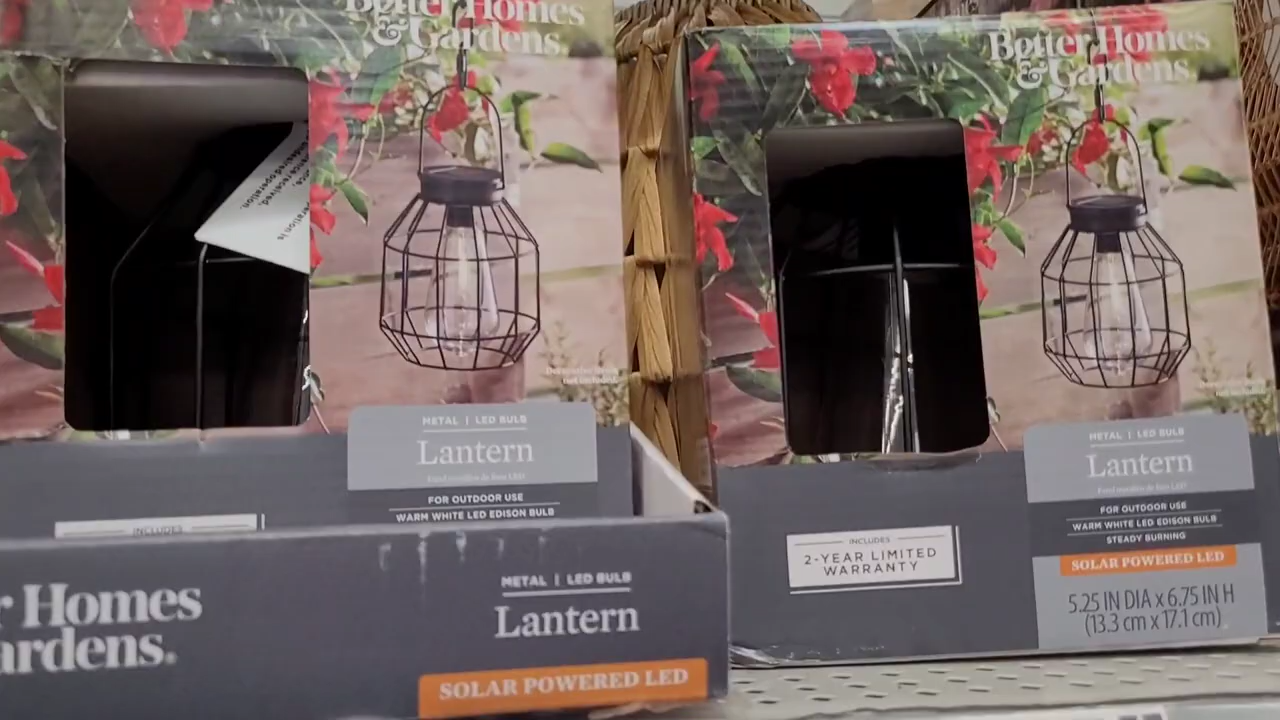 Better Homes
& Gardens.
METAL | LED BULB
Lantern
FOR OUTDOOR USE
WARM WHITE LED EDISON BULB
INCLUDES
r Homes
ardens.
METAL | LED BULB
Lantern
SOLAR POWERED LED
Better Homes
& Gardens.
METAL | LED BULB
Lantern
FOR OUTDOOR USE
WARM WHITE LED EDISON BULB
STEADY BURNING
SOLAR POWERED LED
5.25 IN DIA x 6.75 IN H
(13.3 cm x 17.1 cm)
INCLUDES
2-YEAR LIMITED
WARRANTY